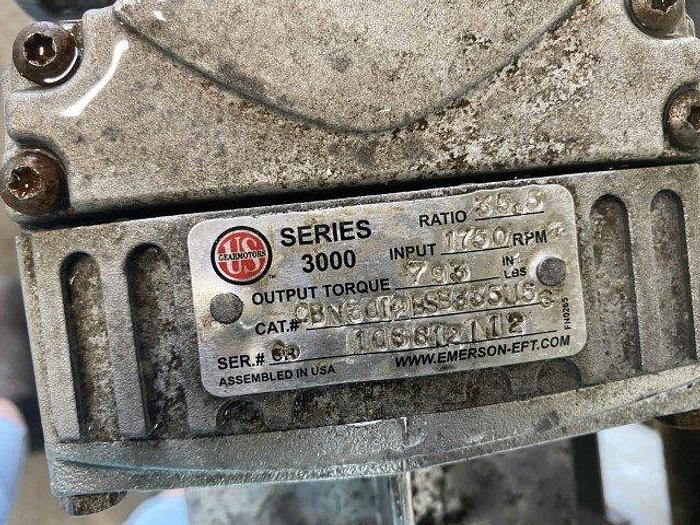 US
GEARMOTORS
SERIES
3000
RATIO 35.5
INPUT 1750 RPM
OUTPUT TORQUE 793 IN LBS
CAT.#
SER.#
ASSEMBLED IN USA
WWW.EMERSON-EFT.COM
FN0265